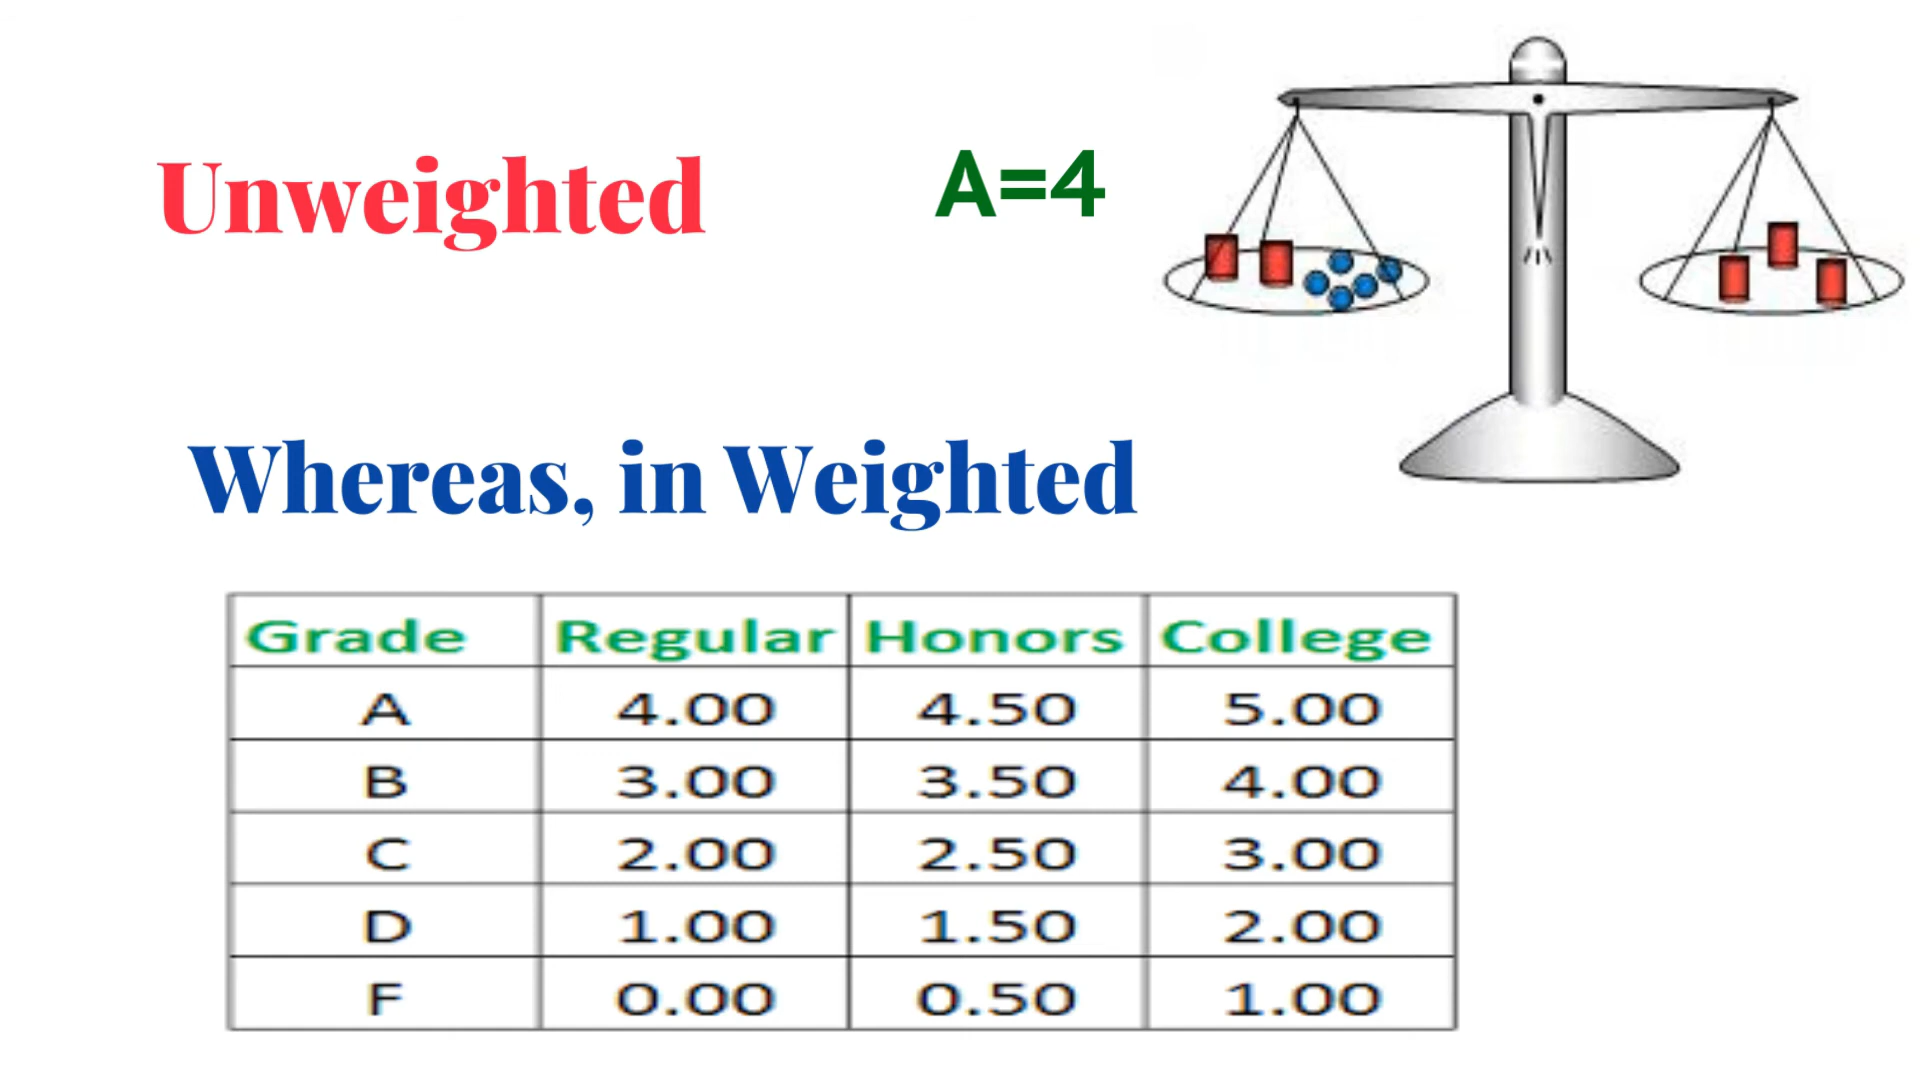 Unweighted
A=4
Whereas, in Weighted
Grade Regular Honors College
A 4.00 4.50 5.00
B 3.00 3.50 4.00
C 2.00 2.50 3.00
D 1.00 1.50 2.00
F 0.00 0.50 1.00